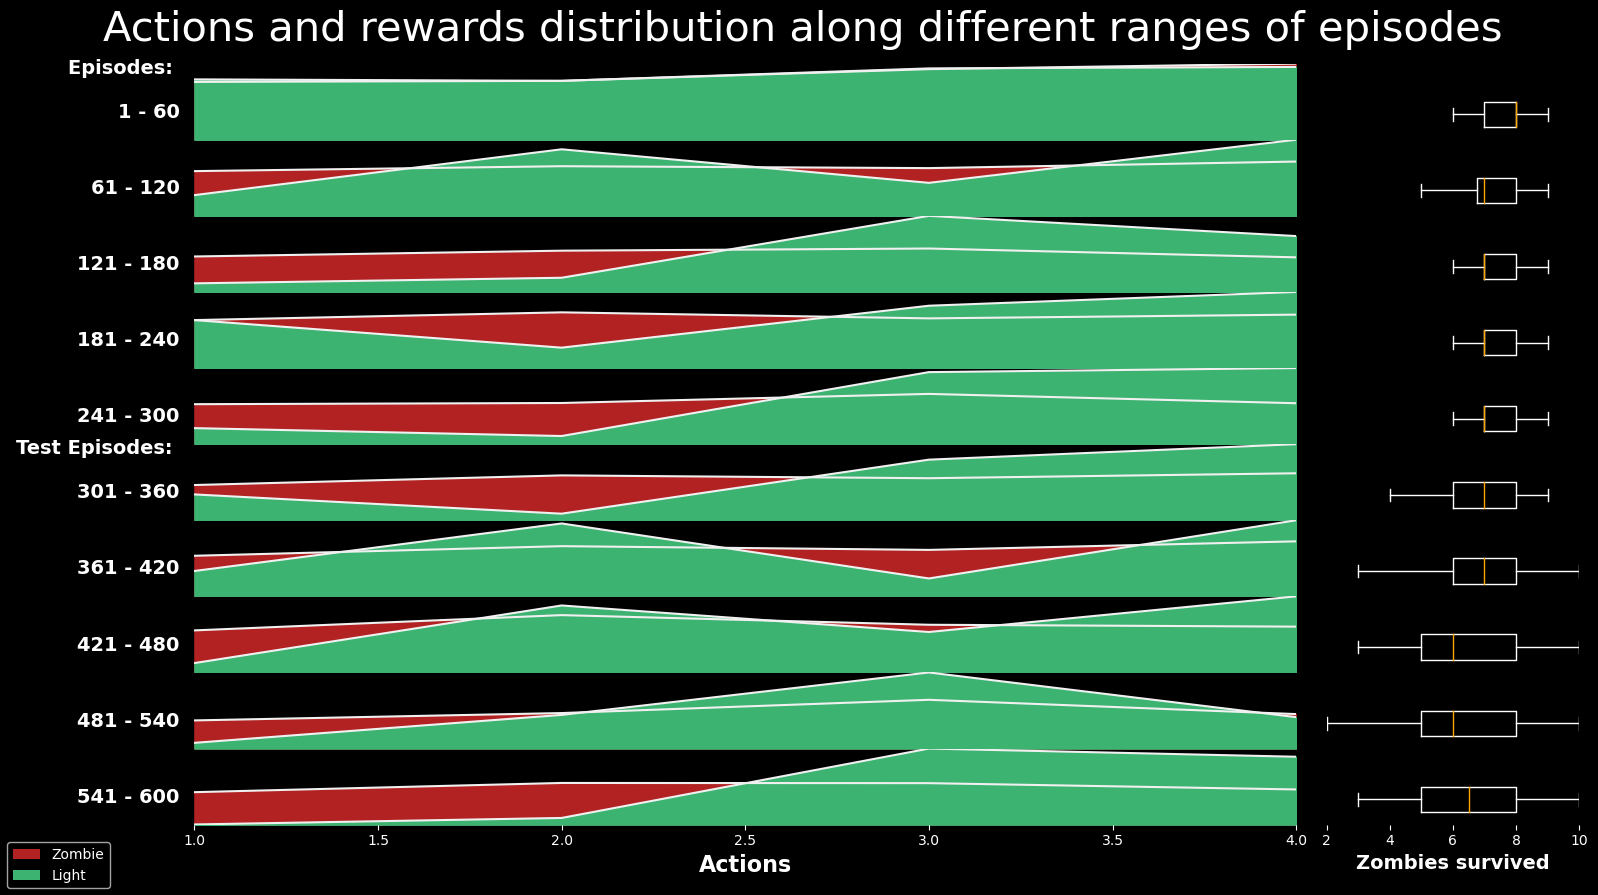 Actions and rewards distribution along different ranges of episodes
Episodes:
1 - 60
61 - 120
121 - 180
181 - 240
241 - 300
Test Episodes:
301 - 360
361 - 420
421 - 480
481 - 540
541 - 600
1.0 1.5 2.0 2.5 3.0 3.5 4.0 2 4 6 8 10
Actions Zombies survived
Zombie
Light